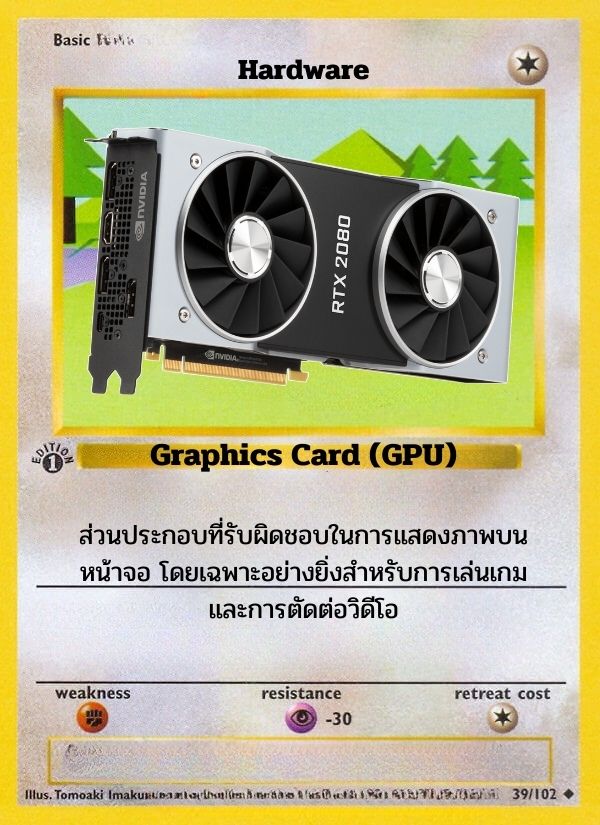 Basic
Hardware
NVIDIA
RTX 2080
NVIDIA
EDITION
1
Graphics Card (GPU)
ส่วนประกอบที่รับผิดชอบในการแสดงภาพบน
หน้าจอ โดยเฉพาะอย่างยิ่งสำหรับการเล่นเกม
และการตัดต่อวิดีโอ
weakness resistance retreat cost
-30
Illus. Tomoaki Imakuni 39/102